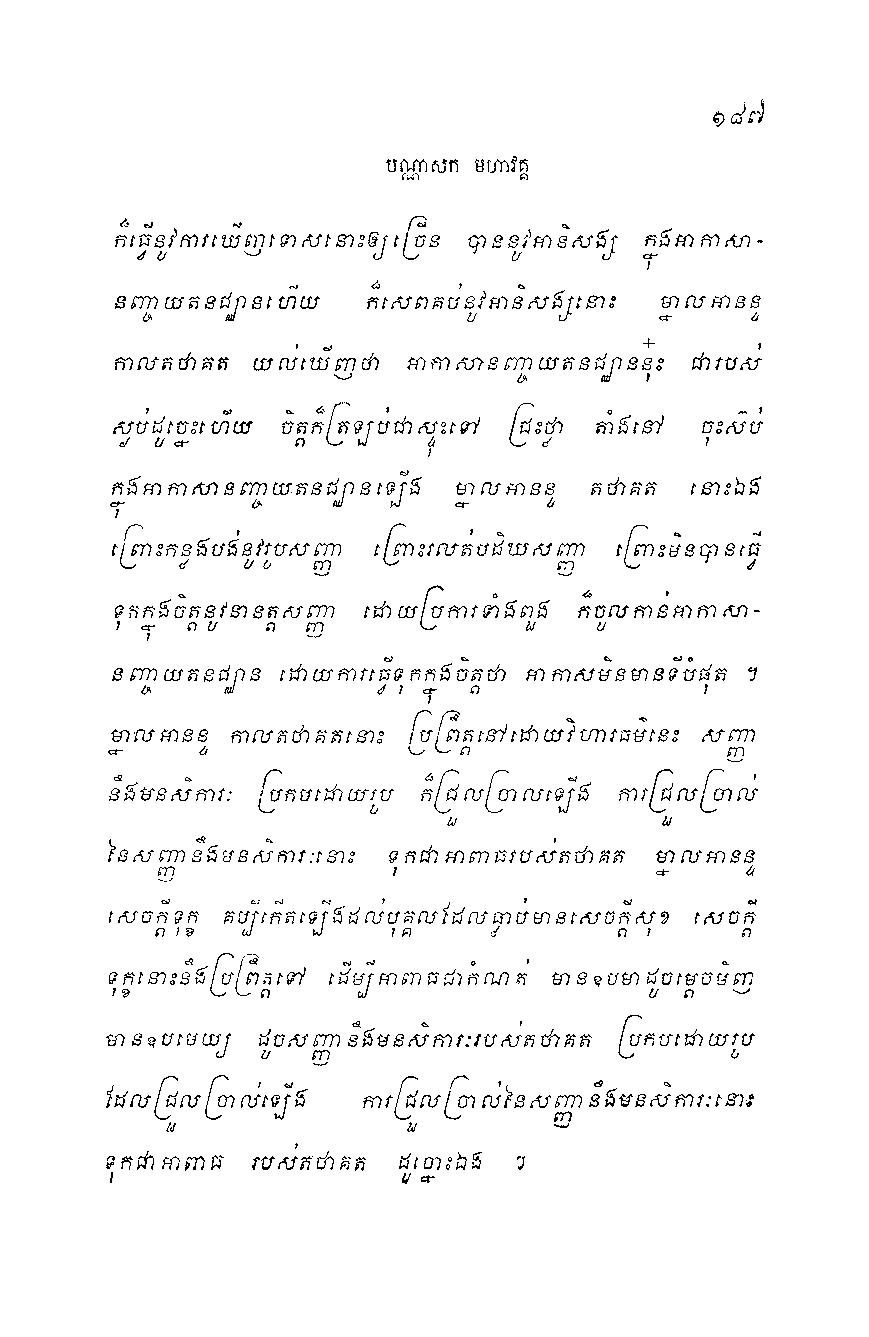 ១៨៧
បណ្ណាសក មហាវគ្គ
ក៏ធ្វើនូវការឃើញទោសនោះឲ្យច្រើន បាននូវអានិសង្ស ក្នុងអាកាសា-
នញ្ចាយតនជ្ឈានហើយ ក៏សេពគប់នូវអានិសង្សនោះ ម្នាលអានន្ទ
កាលតថាគត យល់ឃើញថា អាកាសានញ្ចាយតនជ្ឈាននុ៎ះ ជារបស់
ស្ងប់ដូច្នេះហើយ ចិត្តក៏ត្រឡប់ជាស្ទុះទៅ ជ្រះថ្លា តាំងនៅ ចុះស៊ប់
ក្នុងអាកាសានញ្ចាយតនជ្ឈានឡើង ម្នាលអានន្ទ តថាគត នោះឯង
ព្រោះកន្លងបង់នូវរូបសញ្ញា ព្រោះរលត់បដិឃសញ្ញា ព្រោះមិនបានធ្វើ
ទុកក្នុងចិត្តនូវនានត្តសញ្ញា ដោយប្រការទាំងពួង ក៏ចូលកាន់អាកាសា-
នញ្ចាយតនជ្ឈាន ដោយការធ្វើទុកក្នុងចិត្តថា អាកាសមិនមានទីបំផុត ។
ម្នាលអានន្ទ កាលតថាគតនោះ ប្រព្រឹត្តនៅដោយវិហារធម៌នេះ សញ្ញា
នឹងមនសិការៈ ប្រកបដោយរូប ក៏ជ្រួលច្រាលឡើង ការជ្រួលច្រាល់
នៃសញ្ញានឹងមនសិការៈនោះ ទុកជាអាពាធរបស់តថាគត ម្នាលអានន្ទ
សេចក្តីទុក្ខ គប្បីកើតឡើងដល់បុគ្គលដែលធ្លាប់មានសេចក្តីសុខ សេចក្តី
ទុក្ខនោះនឹងប្រព្រឹត្តទៅ ដើម្បីអាពាធជាកំណត់ មានឧបមាដូចម្តេចមិញ
មានឧបមេយ្យ ដូចសញ្ញានឹងមនសិការៈរបស់តថាគត ប្រកបដោយរូប
ដែលជ្រួលច្រាល់ឡើង ការជ្រួលច្រាល់នៃសញ្ញានឹងមនសិការៈនោះ
ទុកជាអាពាធ របស់តថាគត ដូច្នោះឯង ។